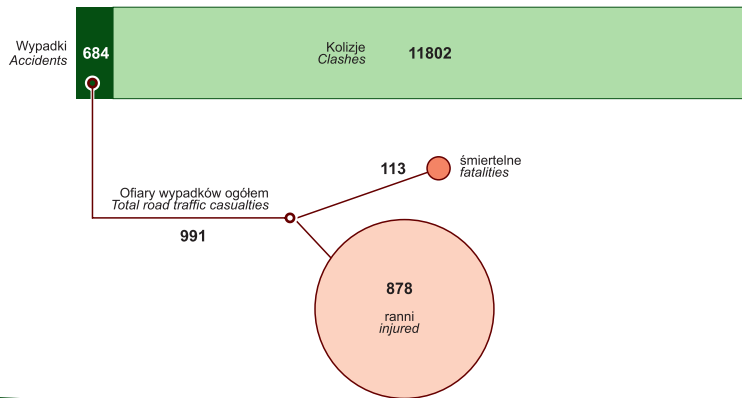 Wypadki
Accidents
684
Kolizje
Clashes
11802
113
śmiertelne
fatalities
Ofiary wypadków ogółem
Total road traffic casualties
991
878
ranni
injured